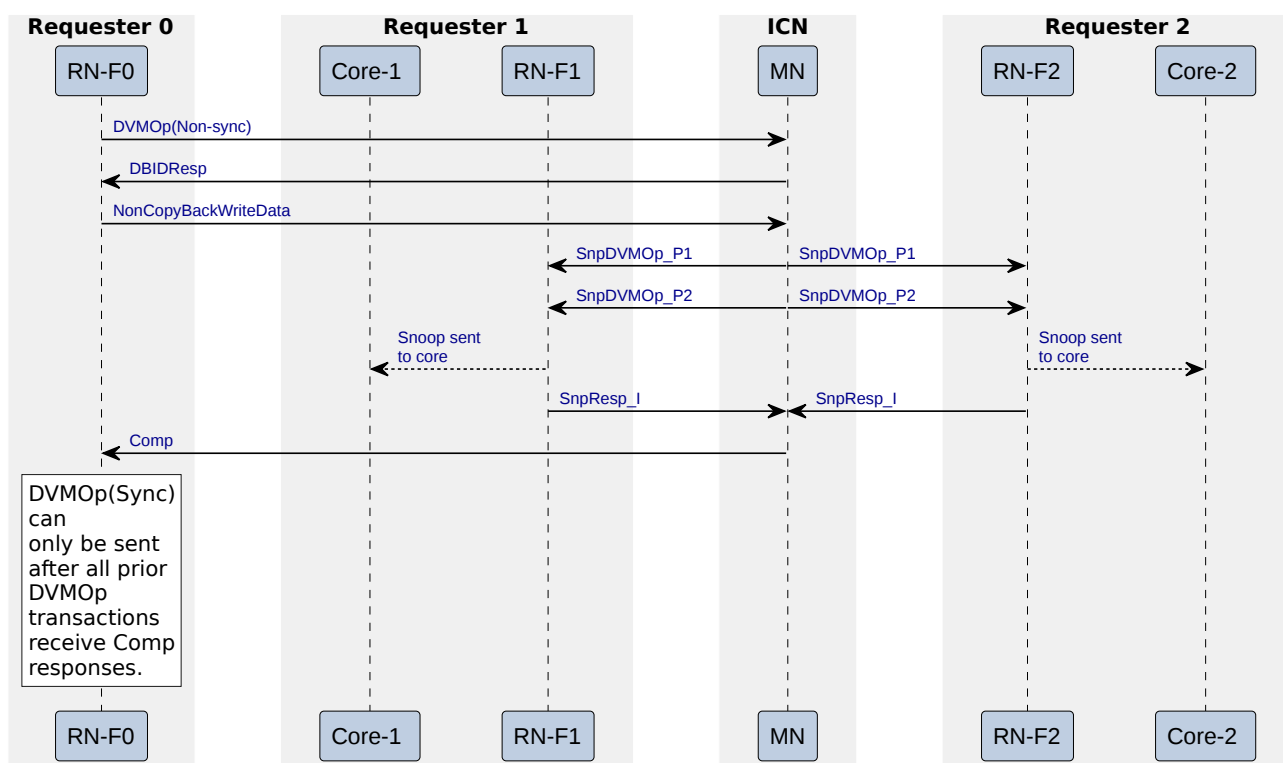 Requester 0 Requester 1 ICN Requester 2
RN-F0 Core-1 RN-F1 MN RN-F2 Core-2
DVMOp(Non-sync)
DBIDResp
NonCopyBackWriteData
SnpDVMOp_P1 SnpDVMOp_P1
SnpDVMOp_P2 SnpDVMOp_P2
Snoop sent
to core
Snoop sent
to core
SnpResp_I SnpResp_I
Comp
DVMOp(Sync)
can
only be sent
after all prior
DVMOp
transactions
receive Comp
responses.
RN-F0 Core-1 RN-F1 MN RN-F2 Core-2